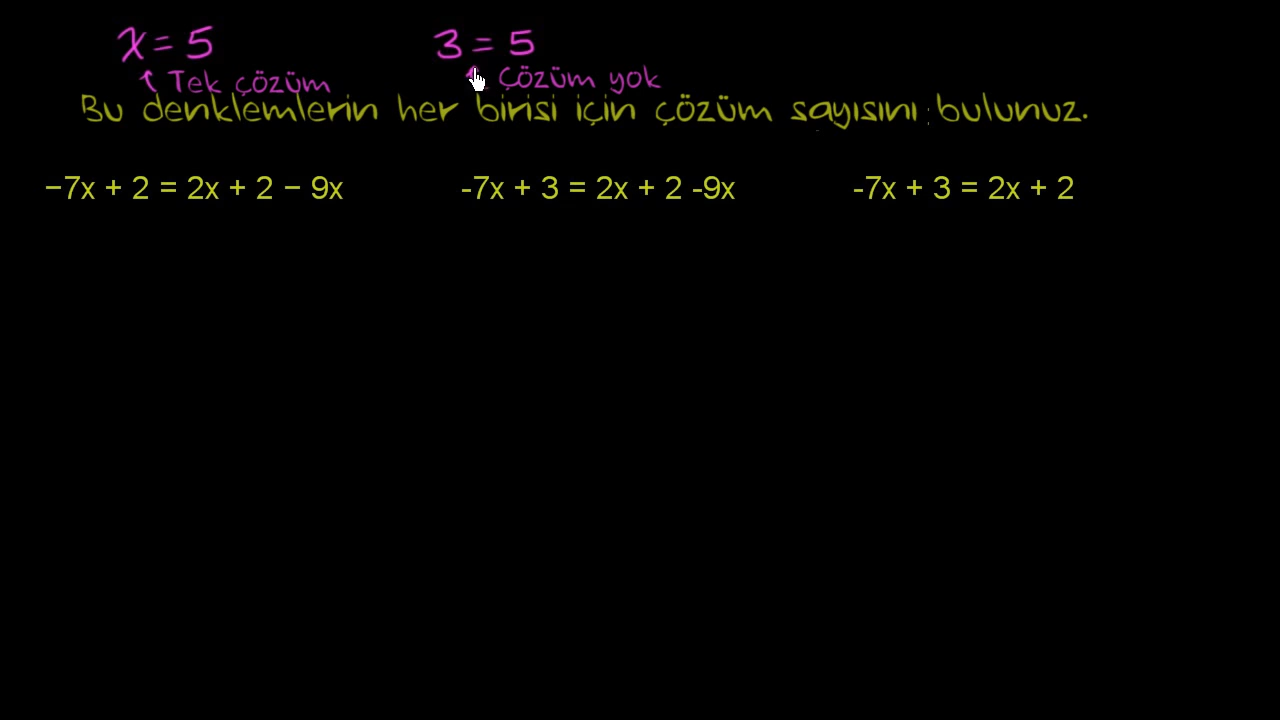 x = 5 3 = 5
Tek çözüm Çözüm yok
Bu denklemlerin her birisi için çözüm sayısını bulunuz.
−7x + 2 = 2x + 2 − 9x -7x + 3 = 2x + 2 -9x -7x + 3 = 2x + 2